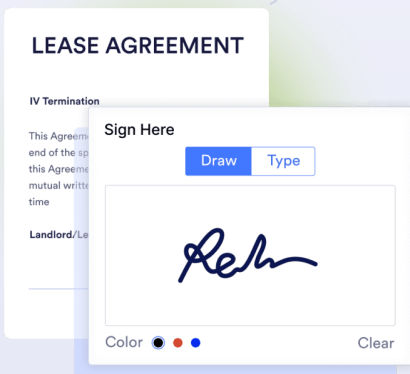 LEASE AGREEMENT
IV Termination
This Agreem
end of the sp
this Agreeme
mutual writte
time
Landlord/Le
Sign Here
Draw Type
Color Clear